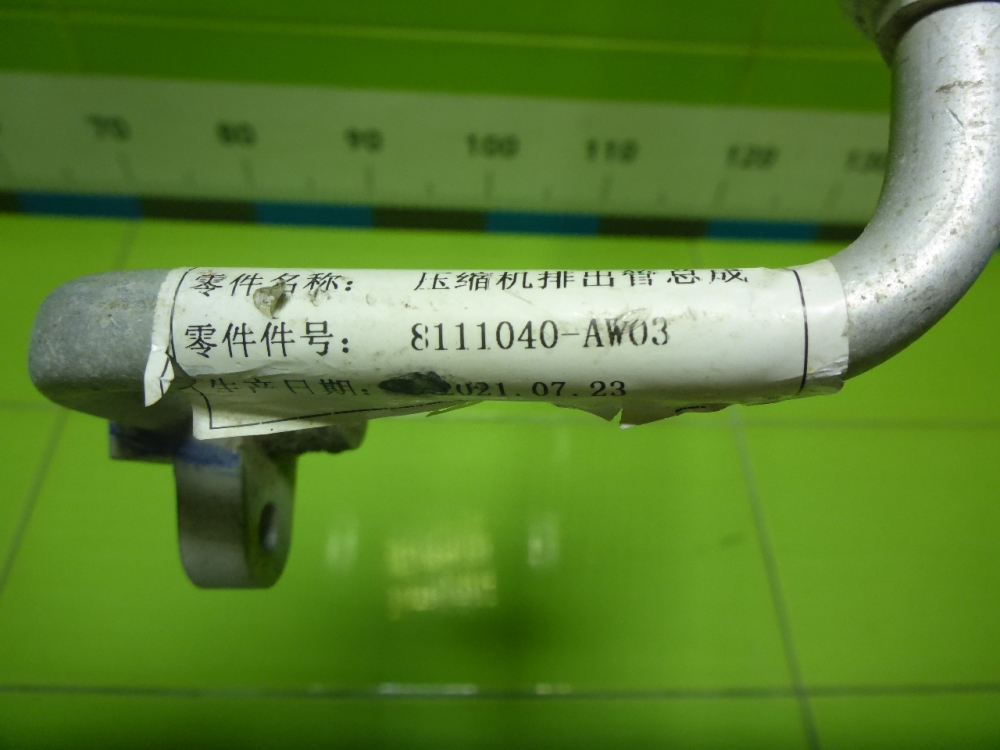 70 80 90 100 110 120 130
零件名称： 压缩机排出管总成
零件件号： 8111040-AW03
生产日期： 2021.07.23